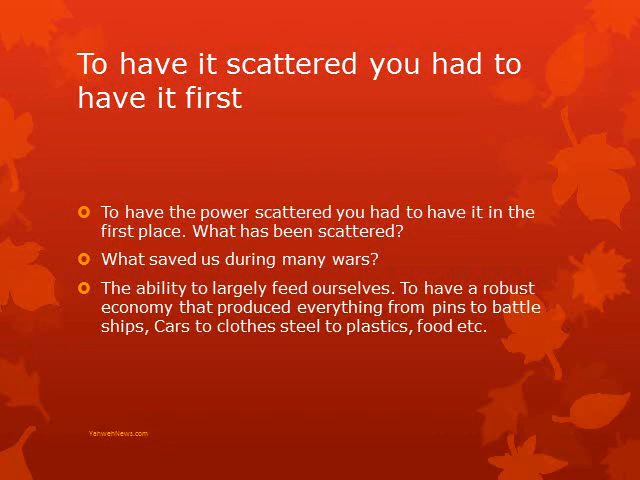 To have it scattered you had to
have it first
To have the power scattered you had to have it in the
first place. What has been scattered?
What saved us during many wars?
The ability to largely feed ourselves. To have a robust
economy that produced everything from pins to battle
ships, Cars to clothes steel to plastics, food etc.
YahwehNews.com